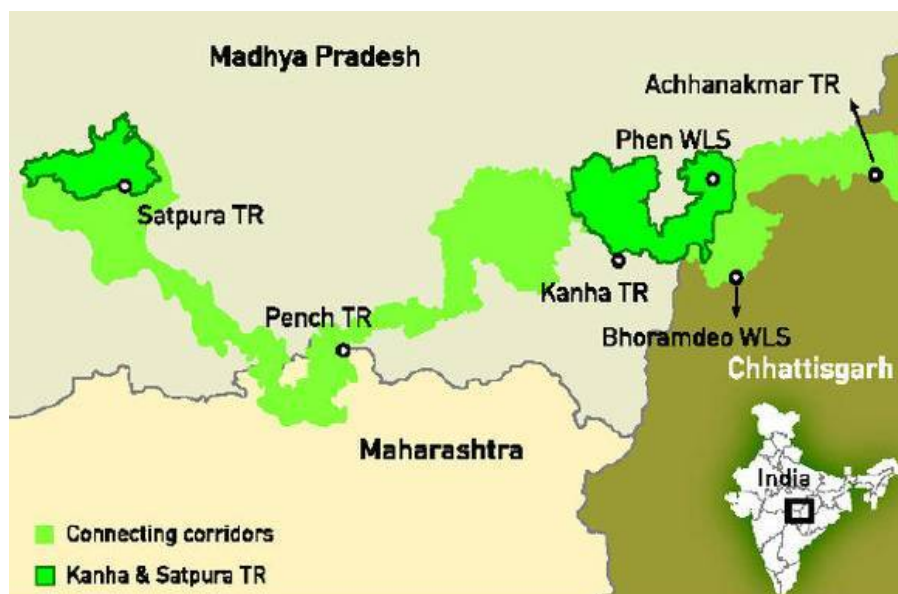 Madhya Pradesh
Achhanakmar TR
Phen WLS
Satpura TR
Kanha TR
Pench TR
Bhoramdeo WLS
Chhattisgarh
Maharashtra
India
Connecting corridors
Kanha & Satpura TR